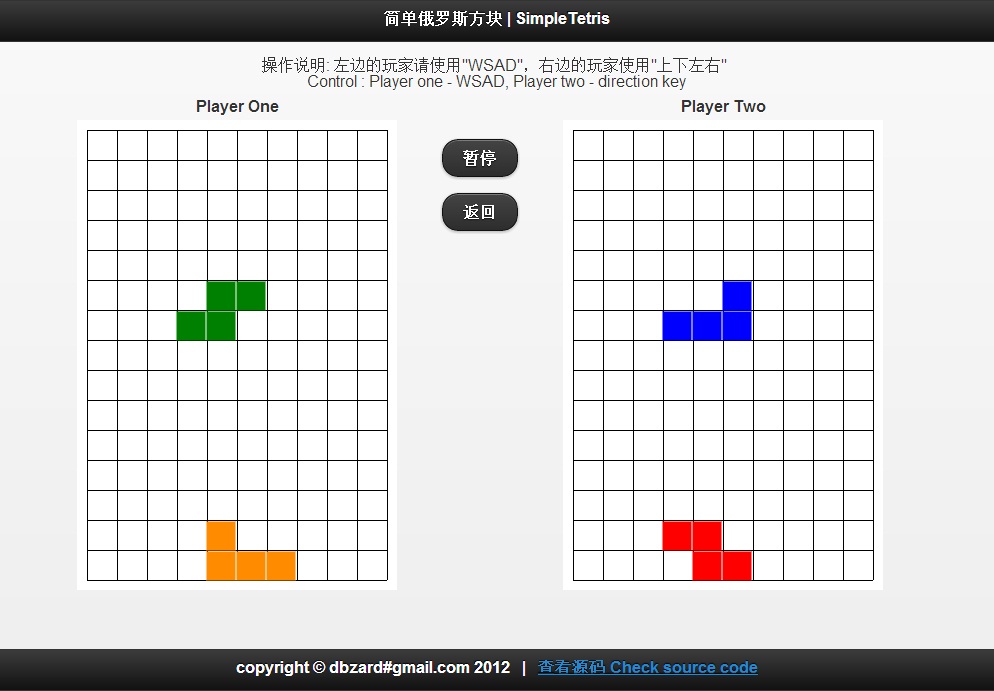 简单俄罗斯方块 | SimpleTetris
操作说明: 左边的玩家请使用"WSAD"，右边的玩家使用"上下左右"
Control : Player one - WSAD, Player two - direction key
Player One
Player Two
暂停
返回
copyright © dbzard#gmail.com 2012 | 查看源码 Check source code